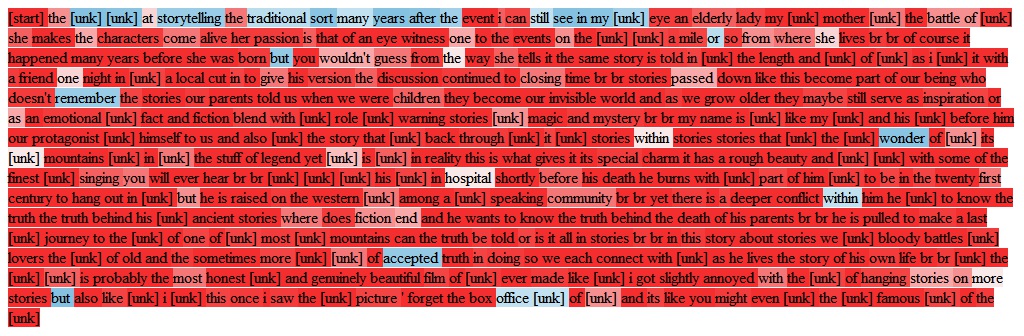 [start] the [unk] [unk] at storytelling the traditional sort many years after the event i can still see in my [unk] eye an elderly lady my [unk] mother [unk] the battle of [unk]
she makes the characters come alive her passion is that of an eye witness one to the events on the [unk] [unk] a mile or so from where she lives br br of course it
happened many years before she was born but you wouldn't guess from the way she tells it the same story is told in [unk] the length and [unk] of [unk] as i [unk] it with
a friend one night in [unk] a local cut in to give his version the discussion continued to closing time br br stories passed down like this become part of our being who
doesn't remember the stories our parents told us when we were children they become our invisible world and as we grow older they maybe still serve as inspiration or
as an emotional [unk] fact and fiction blend with [unk] role [unk] warning stories [unk] magic and mystery br br my name is [unk] like my [unk] and his [unk] before him
our protagonist [unk] himself to us and also [unk] the story that [unk] back through [unk] it [unk] stories within stories stories that [unk] the [unk] wonder of [unk] its
[unk] mountains [unk] in [unk] the stuff of legend yet [unk] is [unk] in reality this is what gives it its special charm it has a rough beauty and [unk] [unk] with some of the
finest [unk] singing you will ever hear br br [unk] [unk] [unk] his [unk] in hospital shortly before his death he burns with [unk] part of him [unk] to be in the twenty first
century to hang out in [unk] but he is raised on the western [unk] among a [unk] speaking community br br yet there is a deeper conflict within him he [unk] to know the
truth the truth behind his [unk] ancient stories where does fiction end and he wants to know the truth behind the death of his parents br br he is pulled to make a last
[unk] journey to the [unk] of one of [unk] most [unk] mountains can the truth be told or is it all in stories br br in this story about stories we [unk] bloody battles [unk]
lovers the [unk] of old and the sometimes more [unk] [unk] of accepted truth in doing so we each connect with [unk] as he lives the story of his own life br br [unk] the
[unk] [unk] is probably the most honest [unk] and genuinely beautiful film of [unk] ever made like [unk] i got slightly annoyed with the [unk] of hanging stories on more
stories but also like [unk] i [unk] this once i saw the [unk] picture ' forget the box office [unk] of [unk] and its like you might even [unk] the [unk] famous [unk] of the
[unk]